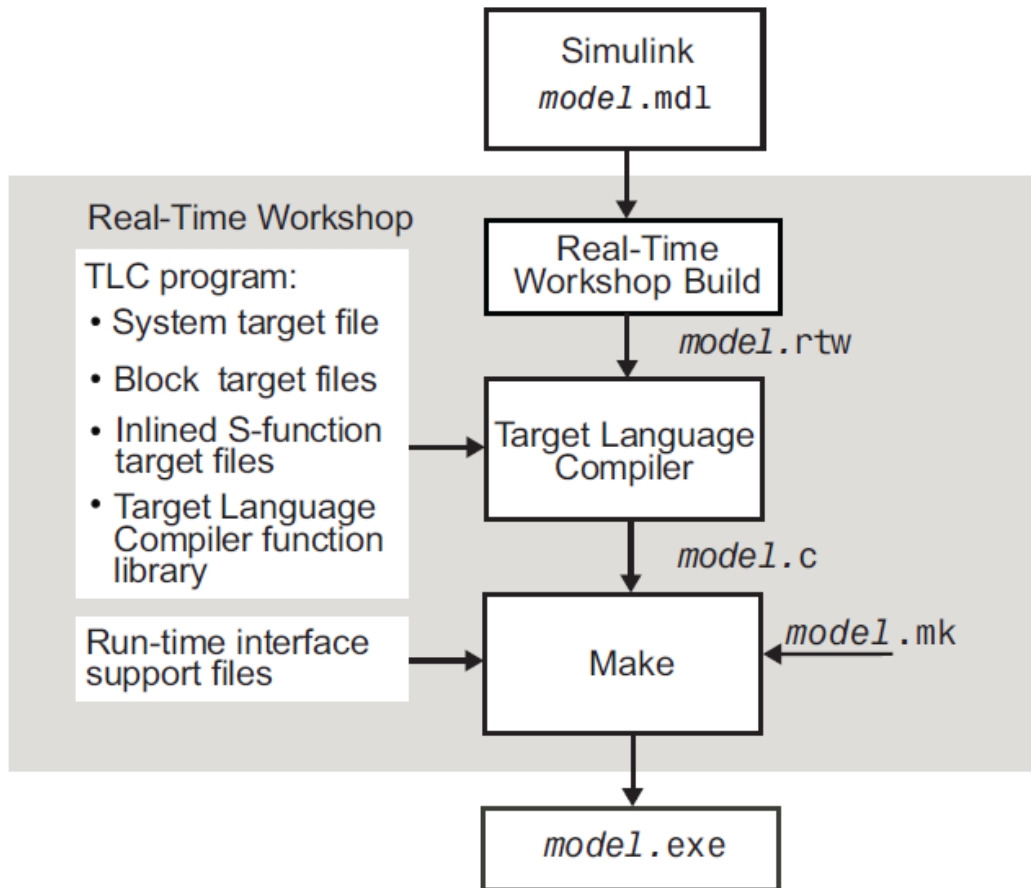 Simulink
model.mdl
Real-Time Workshop
Real-Time
Workshop Build
TLC program:
• System target file
• Block target files
• Inlined S-function
target files
• Target Language
Compiler function
library
model.rtw
Target Language
Compiler
model.c
Run-time interface
support files
Make
model.mk
model.exe